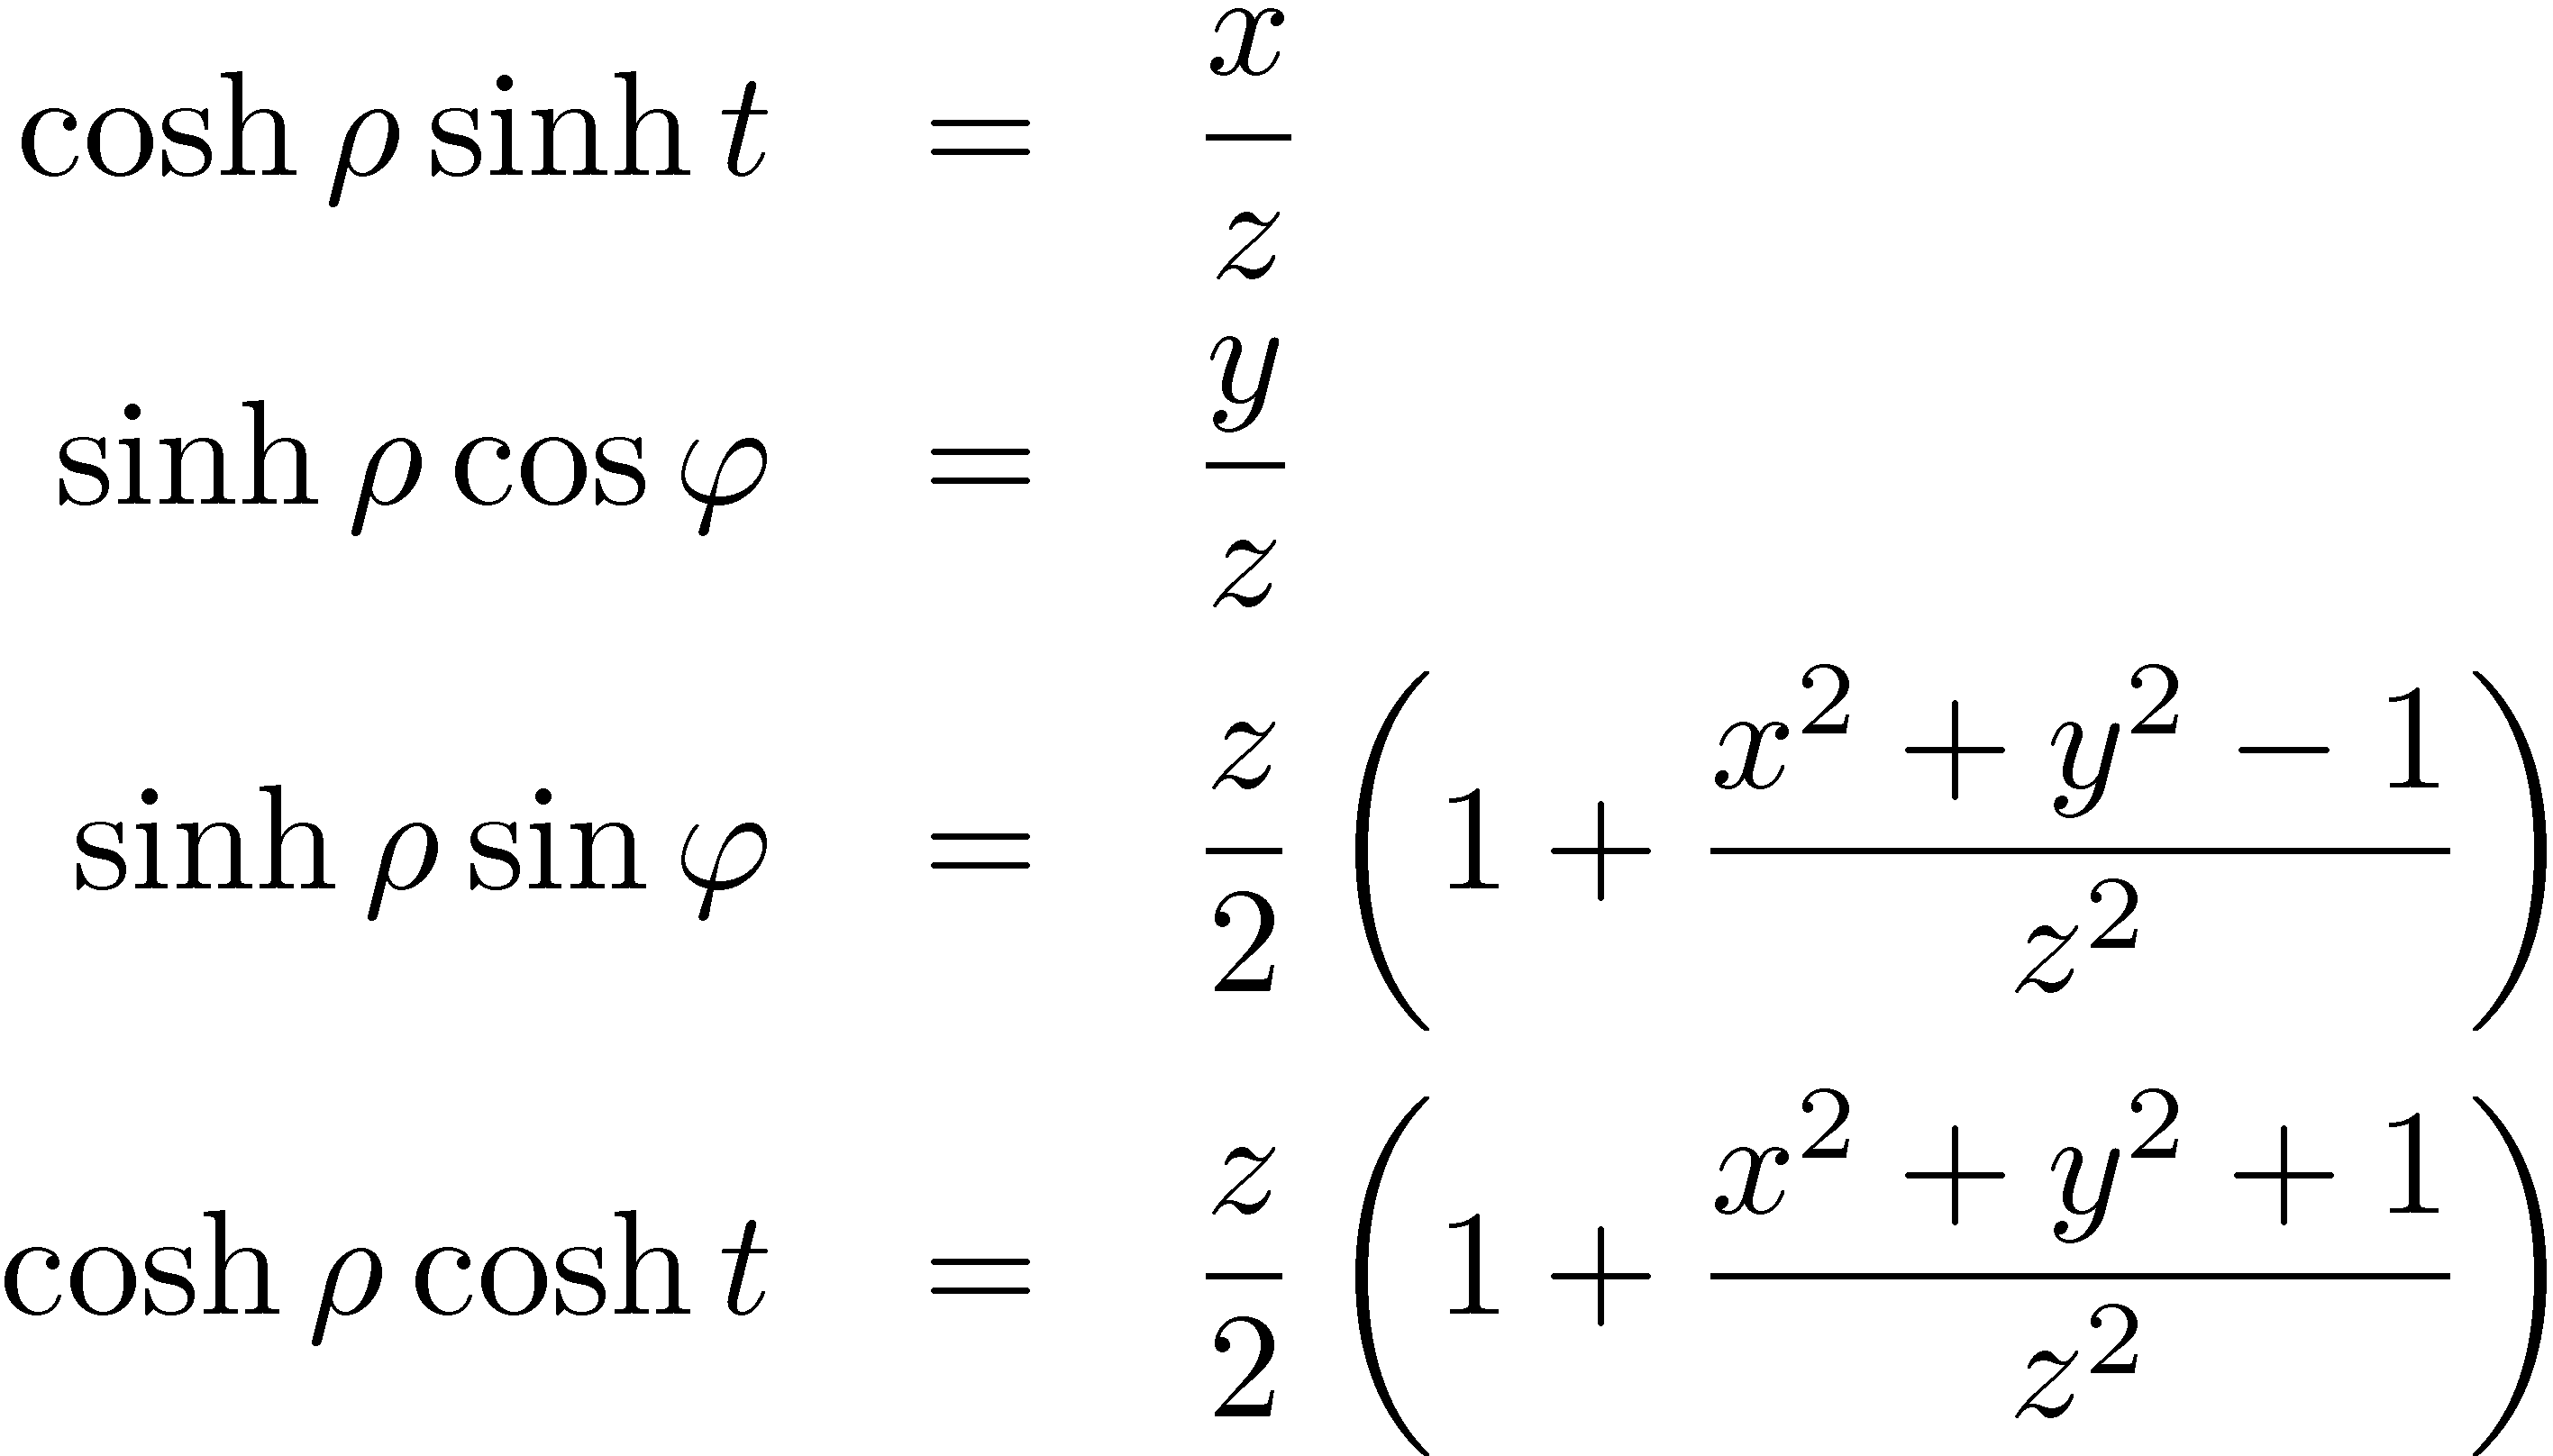 cosh ρ sinh t = x/z
sinh ρ cos φ = y/z
sinh ρ sin φ = z/2 (1 + (x² + y² − 1)/z²)
cosh ρ cosh t = z/2 (1 + (x² + y² + 1)/z²)